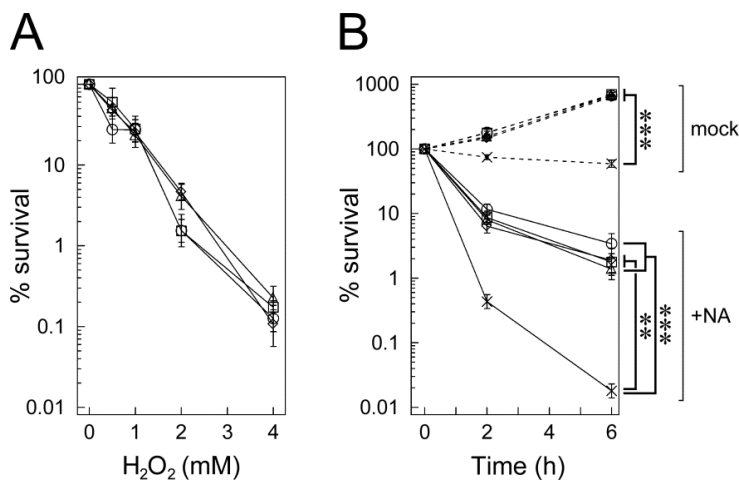 A
B
% survival
100
10
1
0.1
0.01
0
1
2
3
4
H₂O₂ (mM)
% survival
1000
100
10
1
0.1
0.01
0
2
4
6
Time (h)
***
mock
**
***
+NA